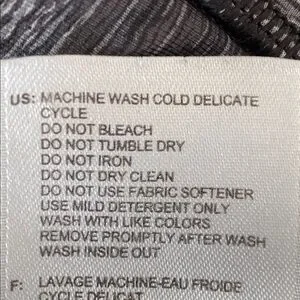 US: MACHINE WASH COLD DELICATE
CYCLE
DO NOT BLEACH
DO NOT TUMBLE DRY
DO NOT IRON
DO NOT DRY CLEAN
DO NOT USE FABRIC SOFTENER
USE MILD DETERGENT ONLY
WASH WITH LIKE COLORS
REMOVE PROMPTLY AFTER WASH
WASH INSIDE OUT
F: LAVAGE MACHINE-EAU FROIDE
CYCLE DELICAT